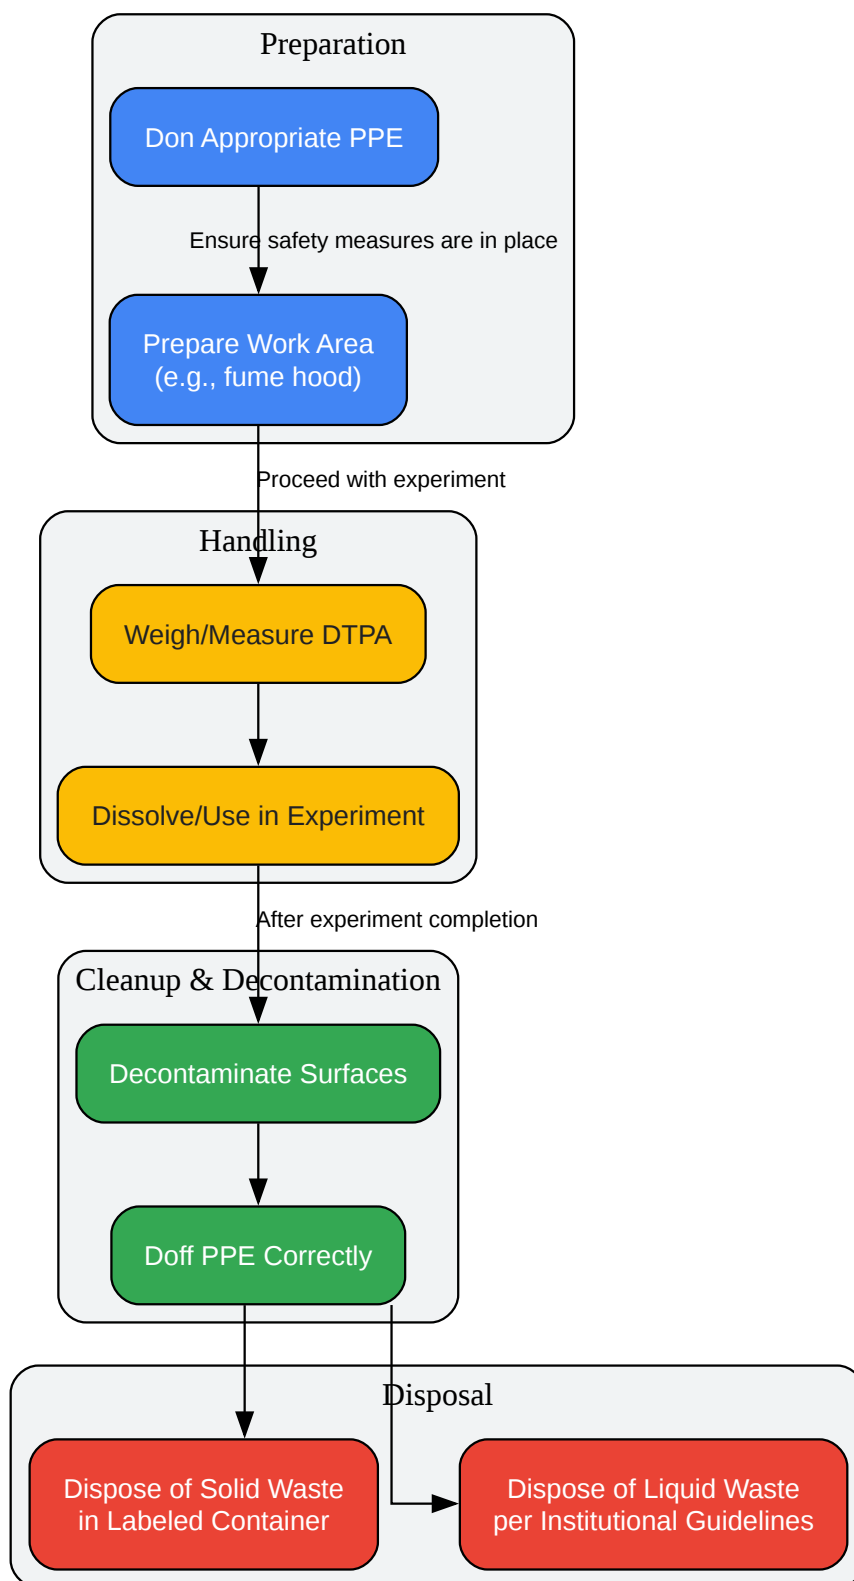 Preparation
Don Appropriate PPE
Ensure safety measures are in place
Prepare Work Area
(e.g., fume hood)
Proceed with experiment
Handling
Weigh/Measure DTPA
Dissolve/Use in Experiment
After experiment completion
Cleanup & Decontamination
Decontaminate Surfaces
Doff PPE Correctly
Disposal
Dispose of Solid Waste
in Labeled Container
Dispose of Liquid Waste
per Institutional Guidelines